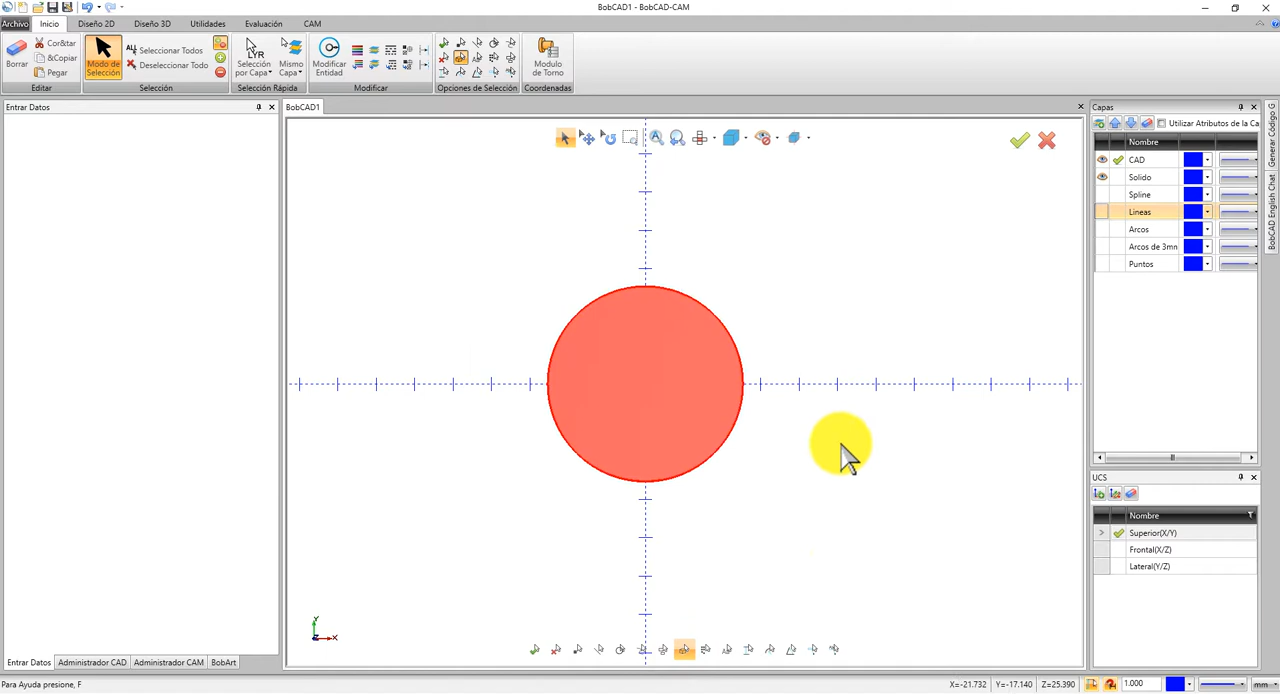 BobCAD1 - BobCAD-CAM
Archivo Inicio Diseño 2D Diseño 3D Utilidades Evaluación CAM
Borrar
Cor&tar
&Copiar
Pegar
Editar
Modo de Selección
Seleccionar Todos
Deseleccionar Todo
Selección
LYR
Selección por Capa
Mismo Capa
Selección Rápida
Modificar Entidad
Modificar
Opciones de Selección
Modulo de Torno
Coordenadas
Entrar Datos
BobCAD1
Capas
Utilizar Atributos de la Ca
Nombre
CAD
Solido
Spline
Lineas
Arcos
Arcos de 3mn
Puntos
Generar Código G
BobCAD English Chat
UCS
Nombre
Superior(X/Y)
Frontal(X/Z)
Lateral(Y/Z)
Y
X
Entrar Datos Administrador CAD Administrador CAM BobArt
Para Ayuda presione, F
X=-21.732 Y=-17.140 Z=25.390 1.000 mm